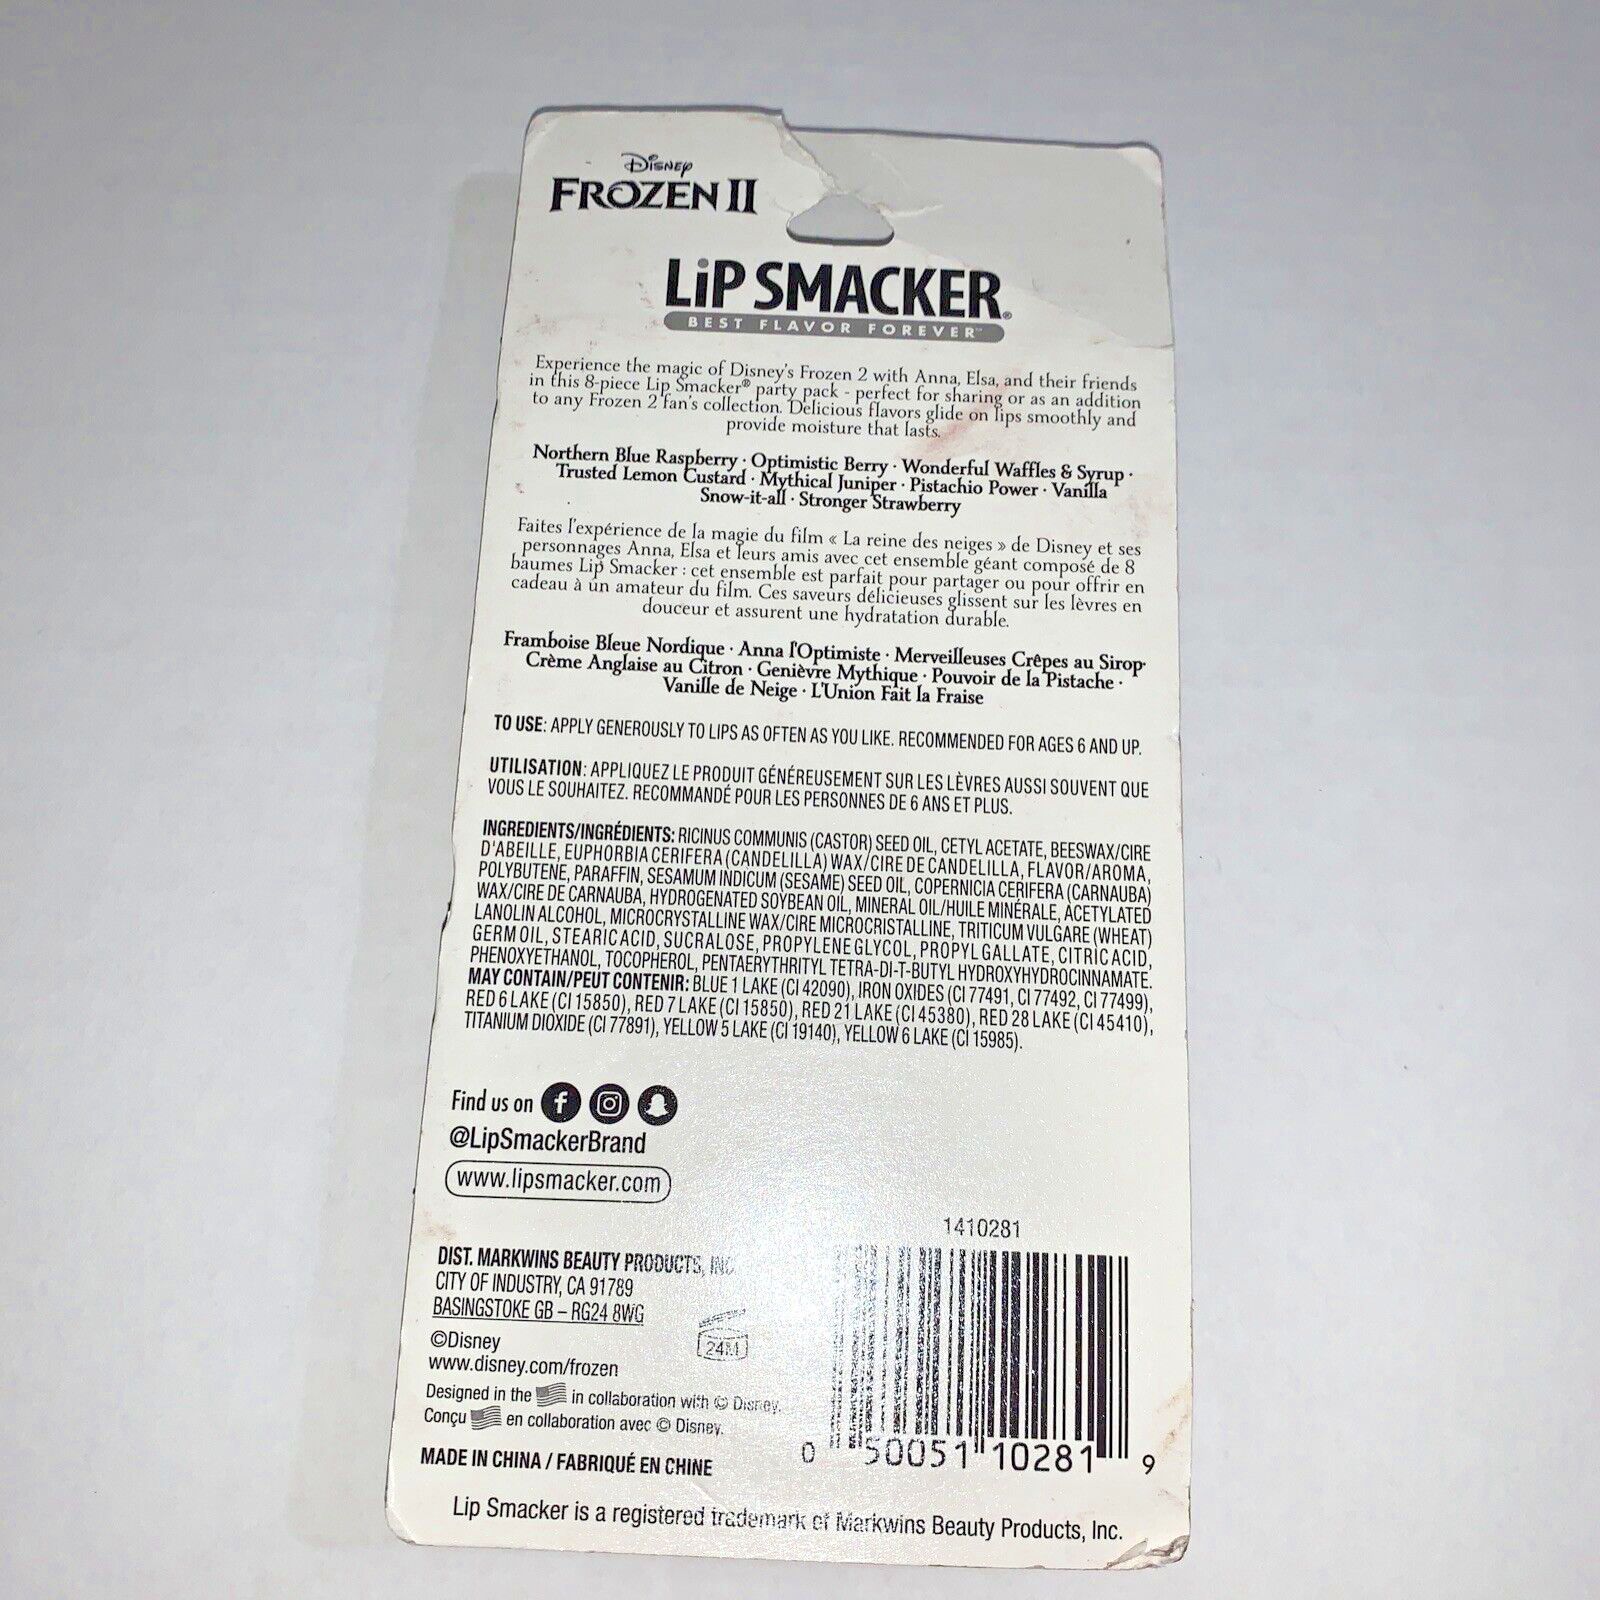 Disney
FROZEN II
LiP SMACKER®
BEST FLAVOR FOREVER™
Experience the magic of Disney's Frozen 2 with Anna, Elsa, and their friends
in this 8-piece Lip Smacker® party pack - perfect for sharing or as an addition
to any Frozen 2 fan's collection. Delicious flavors glide on lips smoothly and
provide moisture that lasts.
Northern Blue Raspberry · Optimistic Berry · Wonderful Waffles & Syrup ·
Trusted Lemon Custard · Mythical Juniper · Pistachio Power · Vanilla
Snow-it-all · Stronger Strawberry
Faites l'expérience de la magie du film « La reine des neiges » de Disney et ses
personnages Anna, Elsa et leurs amis avec cet ensemble géant composé de 8
baumes Lip Smacker : cet ensemble est parfait pour partager ou pour offrir en
cadeau à un amateur du film. Ces saveurs délicieuses glissent sur les lèvres en
douceur et assurent une hydratation durable.
Framboise Bleue Nordique · Anna l'Optimiste · Merveilleuses Crêpes au Sirop·
Crème Anglaise au Citron · Genièvre Mythique · Pouvoir de la Pistache ·
Vanille de Neige · L'Union Fait la Fraise
TO USE: APPLY GENEROUSLY TO LIPS AS OFTEN AS YOU LIKE. RECOMMENDED FOR AGES 6 AND UP.
UTILISATION: APPLIQUEZ LE PRODUIT GÉNÉREUSEMENT SUR LES LÈVRES AUSSI SOUVENT QUE
VOUS LE SOUHAITEZ. RECOMMANDÉ POUR LES PERSONNES DE 6 ANS ET PLUS.
INGREDIENTS/INGRÉDIENTS: RICINUS COMMUNIS (CASTOR) SEED OIL, CETYL ACETATE, BEESWAX/CIRE
D'ABEILLE, EUPHORBIA CERIFERA (CANDELILLA) WAX/CIRE DE CANDELILLA, FLAVOR/AROMA,
POLYBUTENE, PARAFFIN, SESAMUM INDICUM (SESAME) SEED OIL, COPERNICIA CERIFERA (CARNAUBA)
WAX/CIRE DE CARNAUBA, HYDROGENATED SOYBEAN OIL, MINERAL OIL/HUILE MINÉRALE, ACETYLATED
LANOLIN ALCOHOL, MICROCRYSTALLINE WAX/CIRE MICROCRISTALLINE, TRITICUM VULGARE (WHEAT)
GERM OIL, STEARIC ACID, SUCRALOSE, PROPYLENE GLYCOL, PROPYL GALLATE, CITRIC ACID,
PHENOXYETHANOL, TOCOPHEROL, PENTAERYTHRITYL TETRA-DI-T-BUTYL HYDROXYHYDROCINNAMATE.
MAY CONTAIN/PEUT CONTENIR: BLUE 1 LAKE (CI 42090), IRON OXIDES (CI 77491, CI 77492, CI 77499),
RED 6 LAKE (CI 15850), RED 7 LAKE (CI 15850), RED 21 LAKE (CI 45380), RED 28 LAKE (CI 45410),
TITANIUM DIOXIDE (CI 77891), YELLOW 5 LAKE (CI 19140), YELLOW 6 LAKE (CI 15985).
Find us on
@LipSmackerBrand
www.lipsmacker.com
1410281
DIST. MARKWINS BEAUTY PRODUCTS, INC.
CITY OF INDUSTRY, CA 91789
BASINGSTOKE GB – RG24 8WG
24M
©Disney
www.disney.com/frozen
Designed in the in collaboration with © Disney.
Conçu en collaboration avec © Disney.
0 50051 10281 9
MADE IN CHINA / FABRIQUÉ EN CHINE
Lip Smacker is a registered trademark of Markwins Beauty Products, Inc.